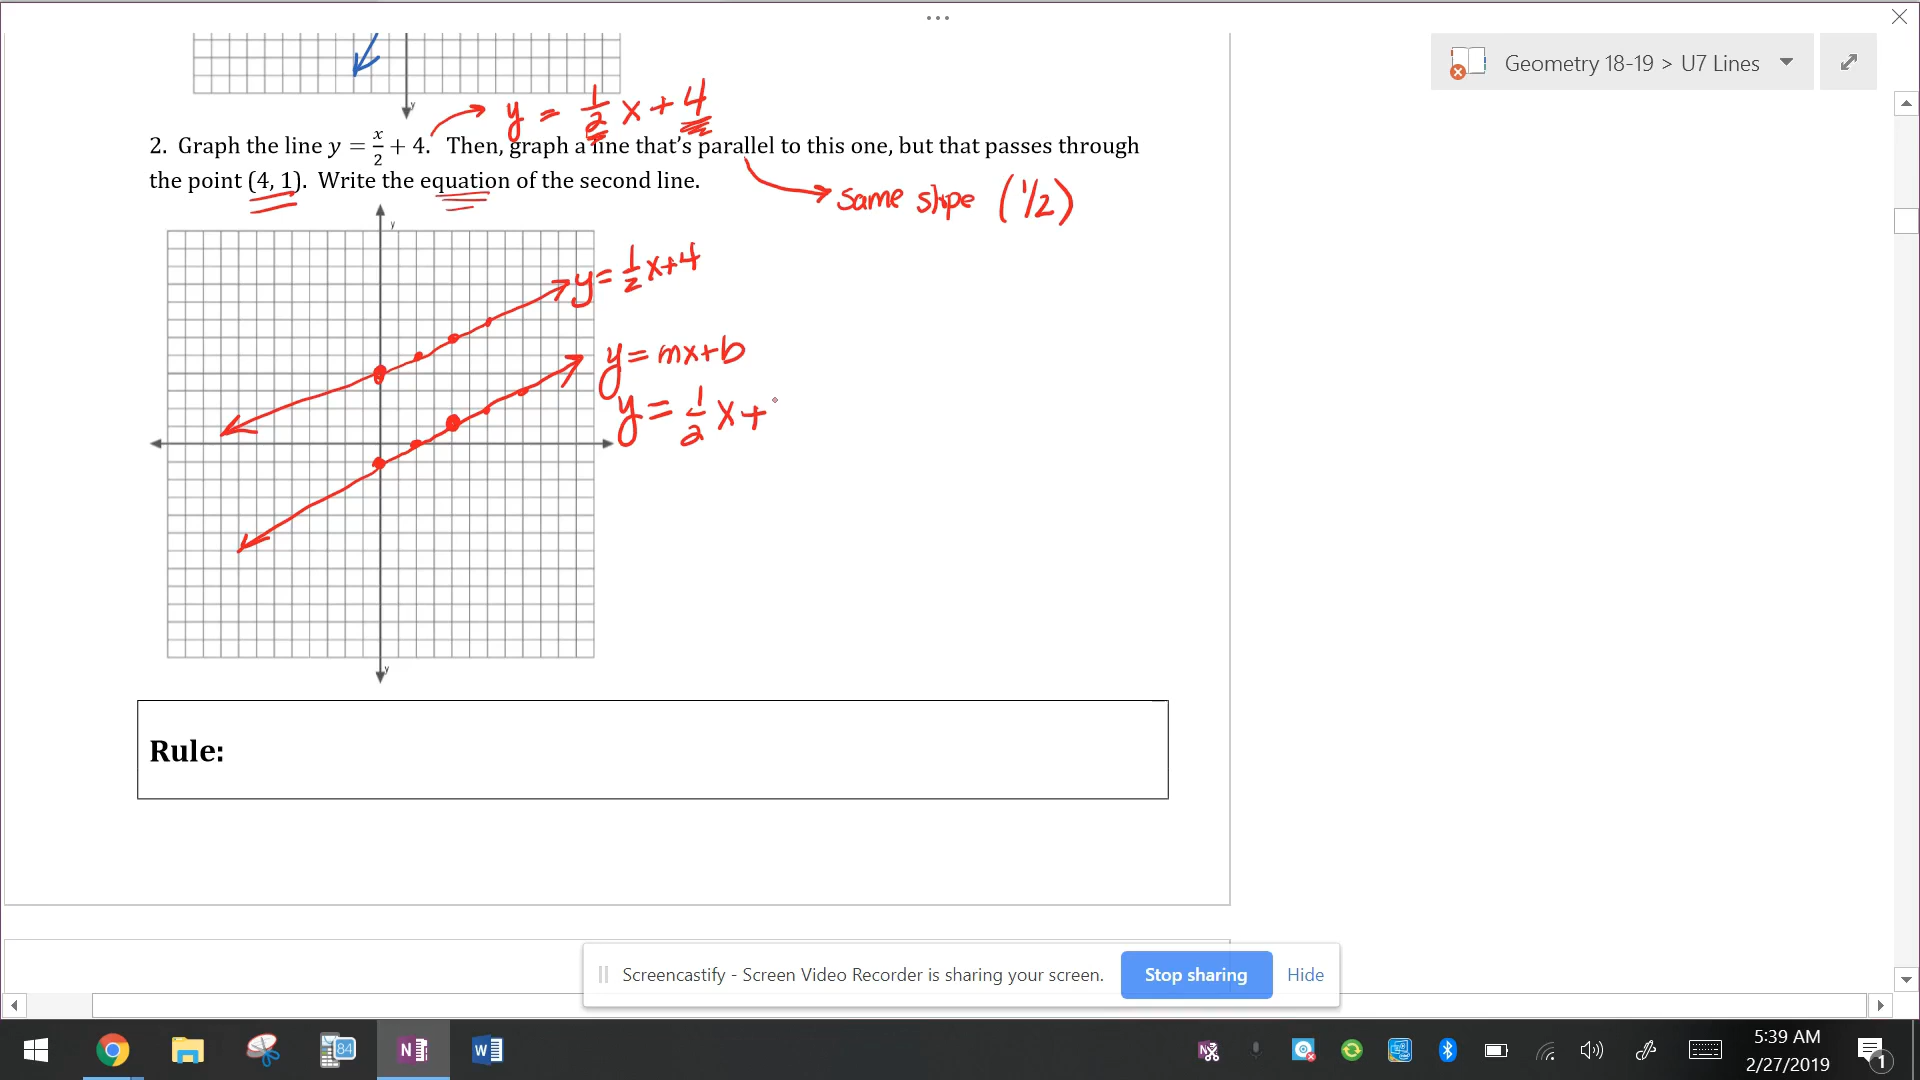 Geometry 18-19 > U7 Lines
y
y = 1/2 x + 4
2. Graph the line y = x/2 + 4. Then, graph a line that's parallel to this one, but that passes through
the point (4, 1). Write the equation of the second line.
same slope (1/2)
y
y = 1/2 x + 4
y = mx + b
y = 1/2 x +
y
Rule:
Screencastify - Screen Video Recorder is sharing your screen. Stop sharing Hide
84
N
W
5:39 AM
2/27/2019
1